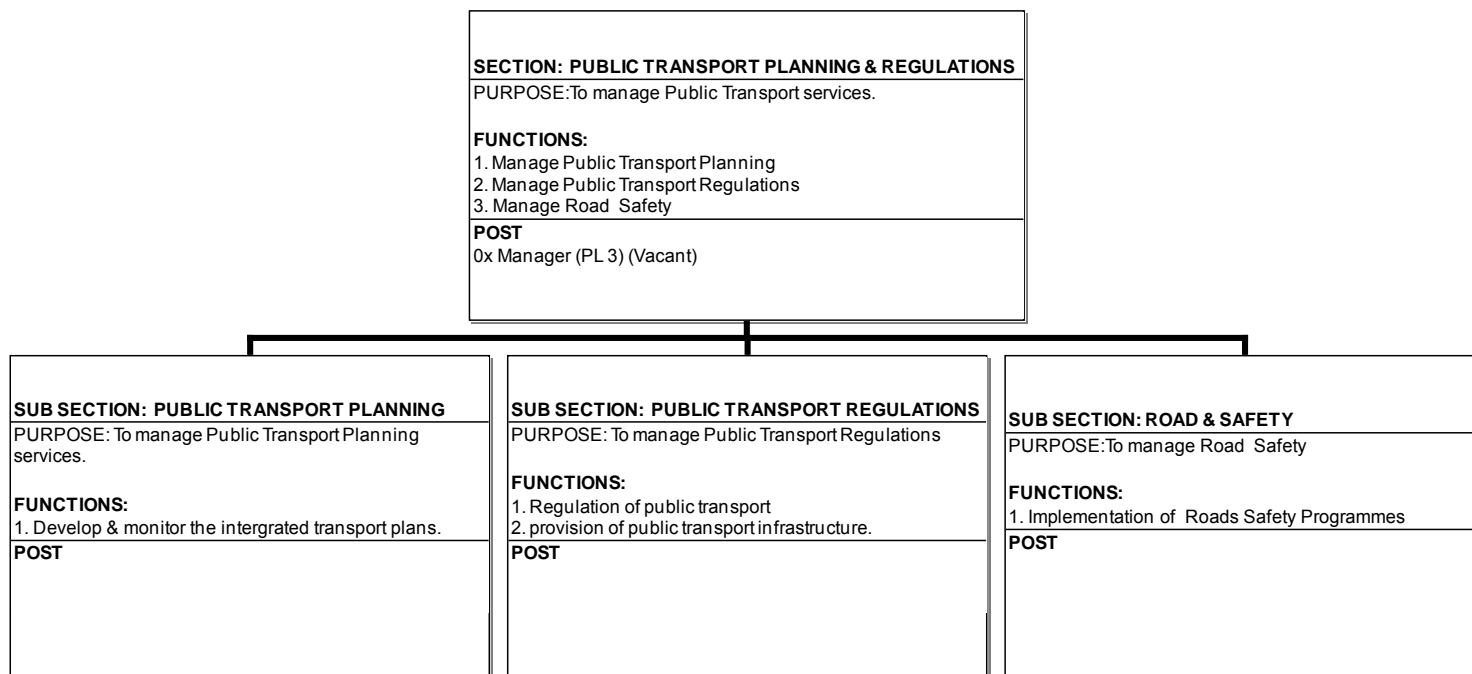 SECTION: PUBLIC TRANSPORT PLANNING & REGULATIONS
PURPOSE:To manage Public Transport services.
FUNCTIONS:
1. Manage Public Transport Planning
2. Manage Public Transport Regulations
3. Manage Road Safety
POST
0x Manager (PL 3) (Vacant)
SUB SECTION: PUBLIC TRANSPORT PLANNING
PURPOSE: To manage Public Transport Planning
services.
FUNCTIONS:
1. Develop & monitor the intergrated transport plans.
POST
SUB SECTION: PUBLIC TRANSPORT REGULATIONS
PURPOSE: To manage Public Transport Regulations
FUNCTIONS:
1. Regulation of public transport
2. provision of public transport infrastructure.
POST
SUB SECTION: ROAD & SAFETY
PURPOSE:To manage Road Safety
FUNCTIONS:
1. Implementation of Roads Safety Programmes
POST